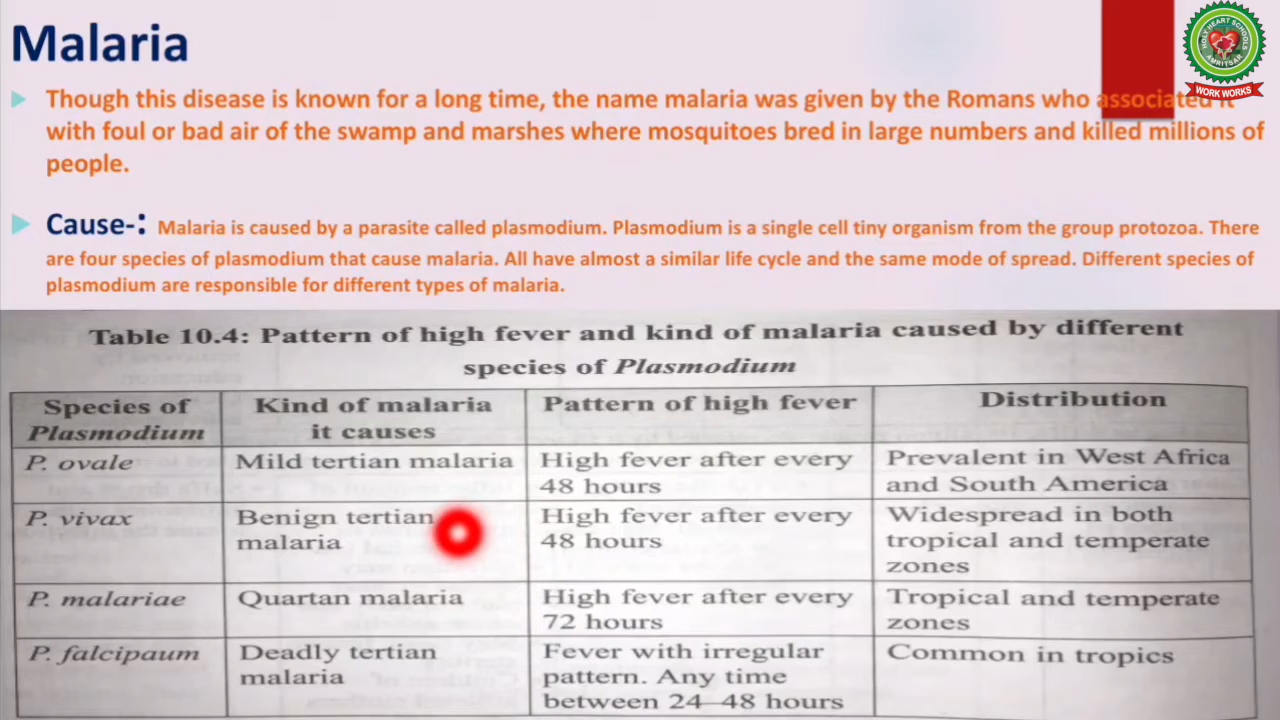 Malaria
HOLY HEART SCHOOLS
AMRITSAR
WORK WORKS
Though this disease is known for a long time, the name malaria was given by the Romans who associated it
with foul or bad air of the swamp and marshes where mosquitoes bred in large numbers and killed millions of
people.
Cause-: Malaria is caused by a parasite called plasmodium. Plasmodium is a single cell tiny organism from the group protozoa. There
are four species of plasmodium that cause malaria. All have almost a similar life cycle and the same mode of spread. Different species of
plasmodium are responsible for different types of malaria.
Table 10.4: Pattern of high fever and kind of malaria caused by different
species of Plasmodium
Species of Plasmodium | Kind of malaria it causes | Pattern of high fever | Distribution
P. ovale | Mild tertian malaria | High fever after every 48 hours | Prevalent in West Africa and South America
P. vivax | Benign tertian malaria | High fever after every 48 hours | Widespread in both tropical and temperate zones
P. malariae | Quartan malaria | High fever after every 72 hours | Tropical and temperate zones
P. falcipaum | Deadly tertian malaria | Fever with irregular pattern. Any time between 24–48 hours | Common in tropics